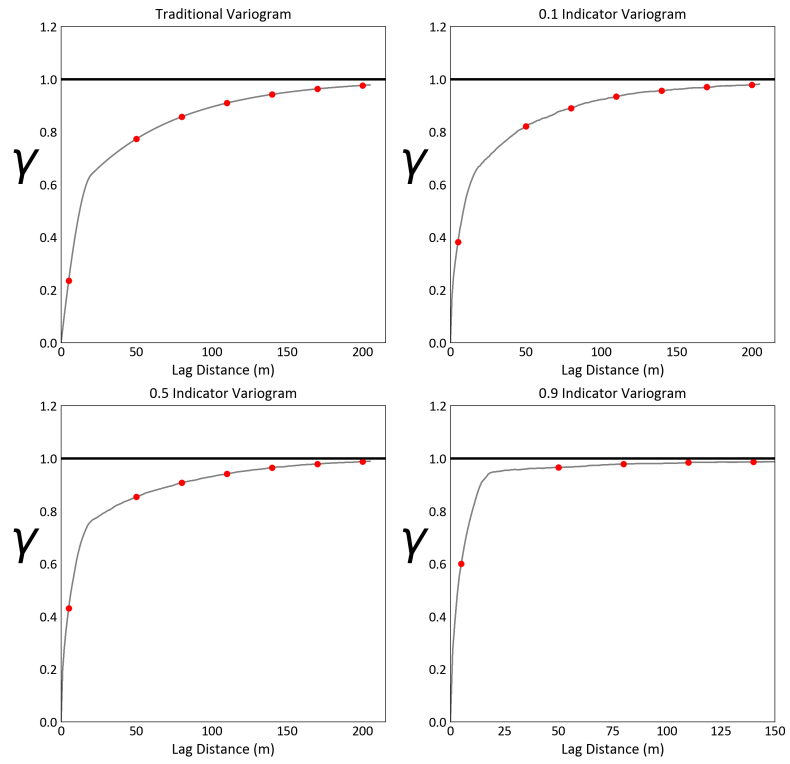 Traditional Variogram
1.2
1.0
0.8
0.6
0.4
0.2
0.0
γ
0 50 100 150 200
Lag Distance (m)
0.1 Indicator Variogram
1.2
1.0
0.8
0.6
0.4
0.2
0.0
γ
0 50 100 150 200
Lag Distance (m)
0.5 Indicator Variogram
1.2
1.0
0.8
0.6
0.4
0.2
0.0
γ
0 50 100 150 200
Lag Distance (m)
0.9 Indicator Variogram
1.2
1.0
0.8
0.6
0.4
0.2
0.0
γ
0 25 50 75 100 125 150
Lag Distance (m)